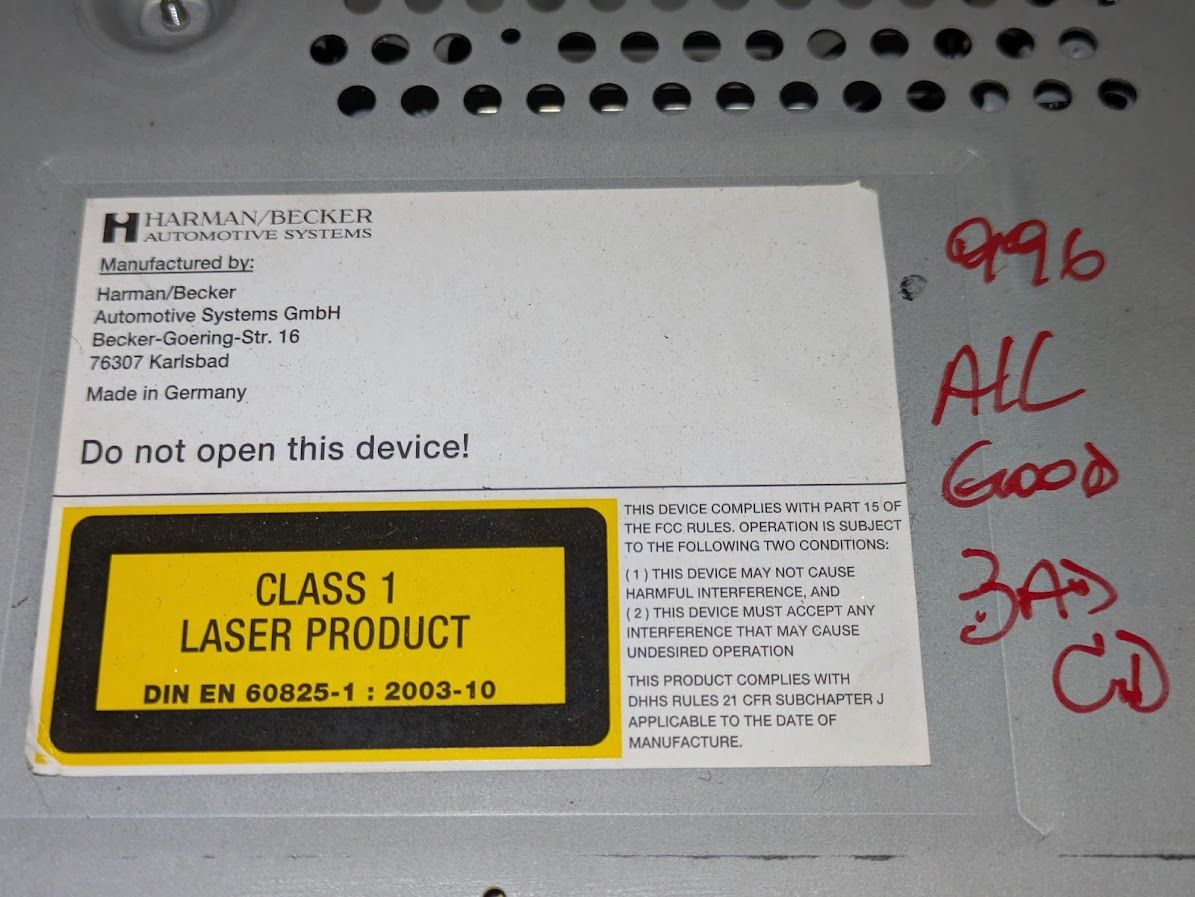 HARMAN/BECKER
AUTOMOTIVE SYSTEMS
Manufactured by:
Harman/Becker
Automotive Systems GmbH
Becker-Goering-Str. 16
76307 Karlsbad
Made in Germany
Do not open this device!
CLASS 1
LASER PRODUCT
DIN EN 60825-1 : 2003-10
THIS DEVICE COMPLIES WITH PART 15 OF
THE FCC RULES. OPERATION IS SUBJECT
TO THE FOLLOWING TWO CONDITIONS:
( 1 ) THIS DEVICE MAY NOT CAUSE
HARMFUL INTERFERENCE, AND
( 2 ) THIS DEVICE MUST ACCEPT ANY
INTERFERENCE THAT MAY CAUSE
UNDESIRED OPERATION
THIS PRODUCT COMPLIES WITH
DHHS RULES 21 CFR SUBCHAPTER J
APPLICABLE TO THE DATE OF
MANUFACTURE.
996
ALL
GOOD
BAD
CD